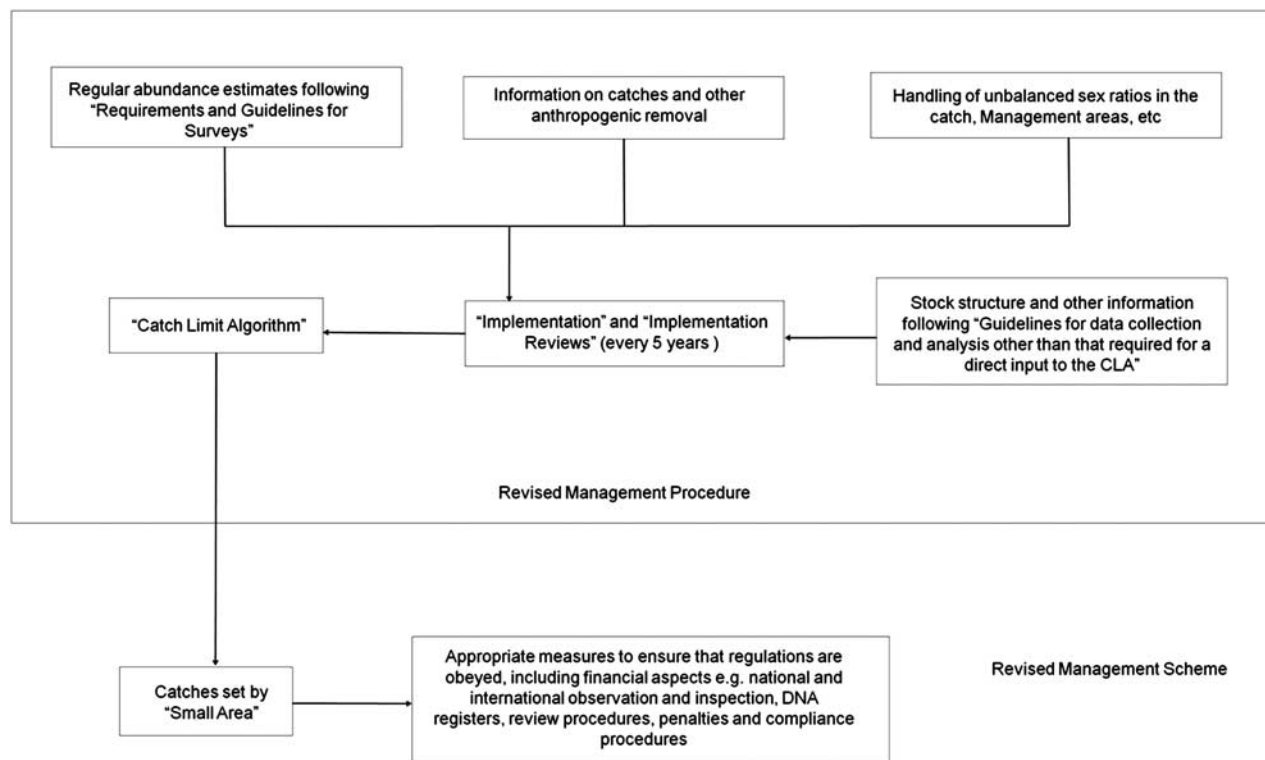 Regular abundance estimates following
“Requirements and Guidelines for
Surveys”
Information on catches and other
anthropogenic removal
Handling of unbalanced sex ratios in the
catch, Management areas, etc
“Catch Limit Algorithm”
“Implementation” and “Implementation
Reviews” (every 5 years )
Stock structure and other information
following “Guidelines for data collection
and analysis other than that required for a
direct input to the CLA”
Revised Management Procedure
Catches set by
“Small Area”
Appropriate measures to ensure that regulations are
obeyed, including financial aspects e.g. national and
international observation and inspection, DNA
registers, review procedures, penalties and compliance
procedures
Revised Management Scheme